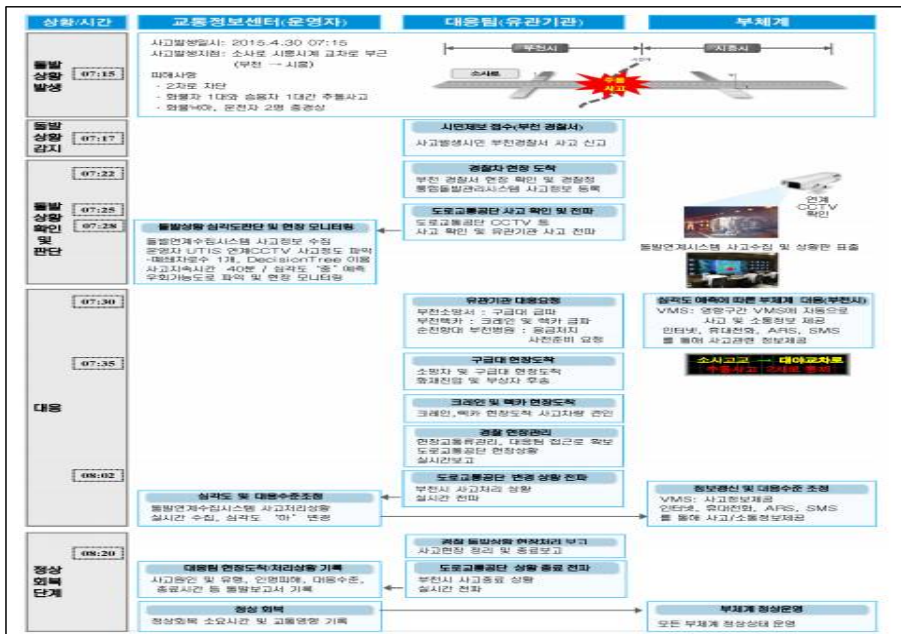 상황/시간
교통정보센터(운영자)
대응팀(유관기관)
부체계
돌발
상황
발생
07:15
사고발생일시: 2015.4.30 07:15
사고발생지점: 소사로 시흥시계 교차로 부근
(부천 → 시흥)
피해사항
- 2차로 차단
- 화물차 1대와 승용차 1대간 추돌사고
- 화물낙하, 운전자 2명 중경상
부천시
시흥시
소사로
추돌
사고
돌발
상황
감지
07:17
시민제보 접수(부천 경찰서)
사고발생시민 부천경찰서 사고 신고
돌발
상황
확인
및
판단
07:22
경찰차 현장 도착
부천 경찰서 현장 확인 및 경찰청
통합돌발관리시스템 사고정보 등록
07:25
도로교통공단 사고 확인 및 전파
도로교통공단 CCTV 등
사고 확인 및 유관기관 사고 전파
07:28
돌발상황 심각도판단 및 현장 모니터링
돌발연계수집시스템 사고정보 수집
운영자 UTIS 연계CCTV 사고정도 파악
-폐쇄차로수 1개, DecisionTree 이용
사고지속시간 40분 / 심각도 '중' 예측
우회가능도로 파악 및 현장 모니터링
연계
CCTV
확인
돌발연계시스템 사고수집 및 상황판 표출
대응
07:30
유관기관 대응요청
부천소방서 : 구급대 급파
부천렉카 : 크레인 및 렉카 급파
순천향대 부천병원 : 응급처치
사전준비 요청
심각도 예측에 따른 부체계 대응(부천시)
VMS: 영향구간 VMS에 자동으로
사고 및 소통정보 제공
인터넷, 휴대전화, ARS, SMS
를 통해 사고관련 정보제공
07:35
구급대 현장도착
소방차 및 구급대 현장도착
화재진압 및 부상자 후송
소사고교 → 대야교차로
추돌사고 2차로 통제
크레인 및 렉카 현장도착
크레인,렉카 현장도착 사고차량 견인
경찰 현장관리
현장교통류관리, 대응팀 접근로 확보
도로교통공단 현장상황
실시간보고
08:02
도로교통공단 변경 상황 전파
부천시 사고처리 상황
실시간 전파
심각도 및 대응수준조정
돌발연계수집시스템 사고처리상황
실시간 수집, 심각도 '하' 변경
정보갱신 및 대응수준 조정
VMS: 사고정보제공
인터넷, 휴대전화, ARS, SMS
를 통해 사고/소통정보제공
정상
회복
단계
08:20
경찰 돌발상황 현장처리 보고
사고현장 정리 및 종료보고
대응팀 현장도착/처리상황 기록
사고원인 및 유형, 인명피해, 대응수준,
종료시간 등 돌발보고서 기록
도로교통공단 상황 종료 전파
부천시 사고종료 상황
실시간 전파
정상 회복
정상회복 소요시간 및 교통영향 기록
부체계 정상운영
모든 부체계 정상상태 운영